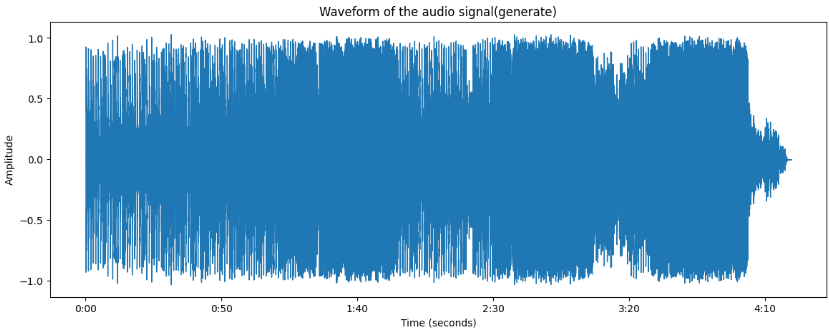 Waveform of the audio signal(generate)
1.0
0.5
0.0
−0.5
−1.0
Amplitude
0:00 0:50 1:40 2:30 3:20 4:10
Time (seconds)